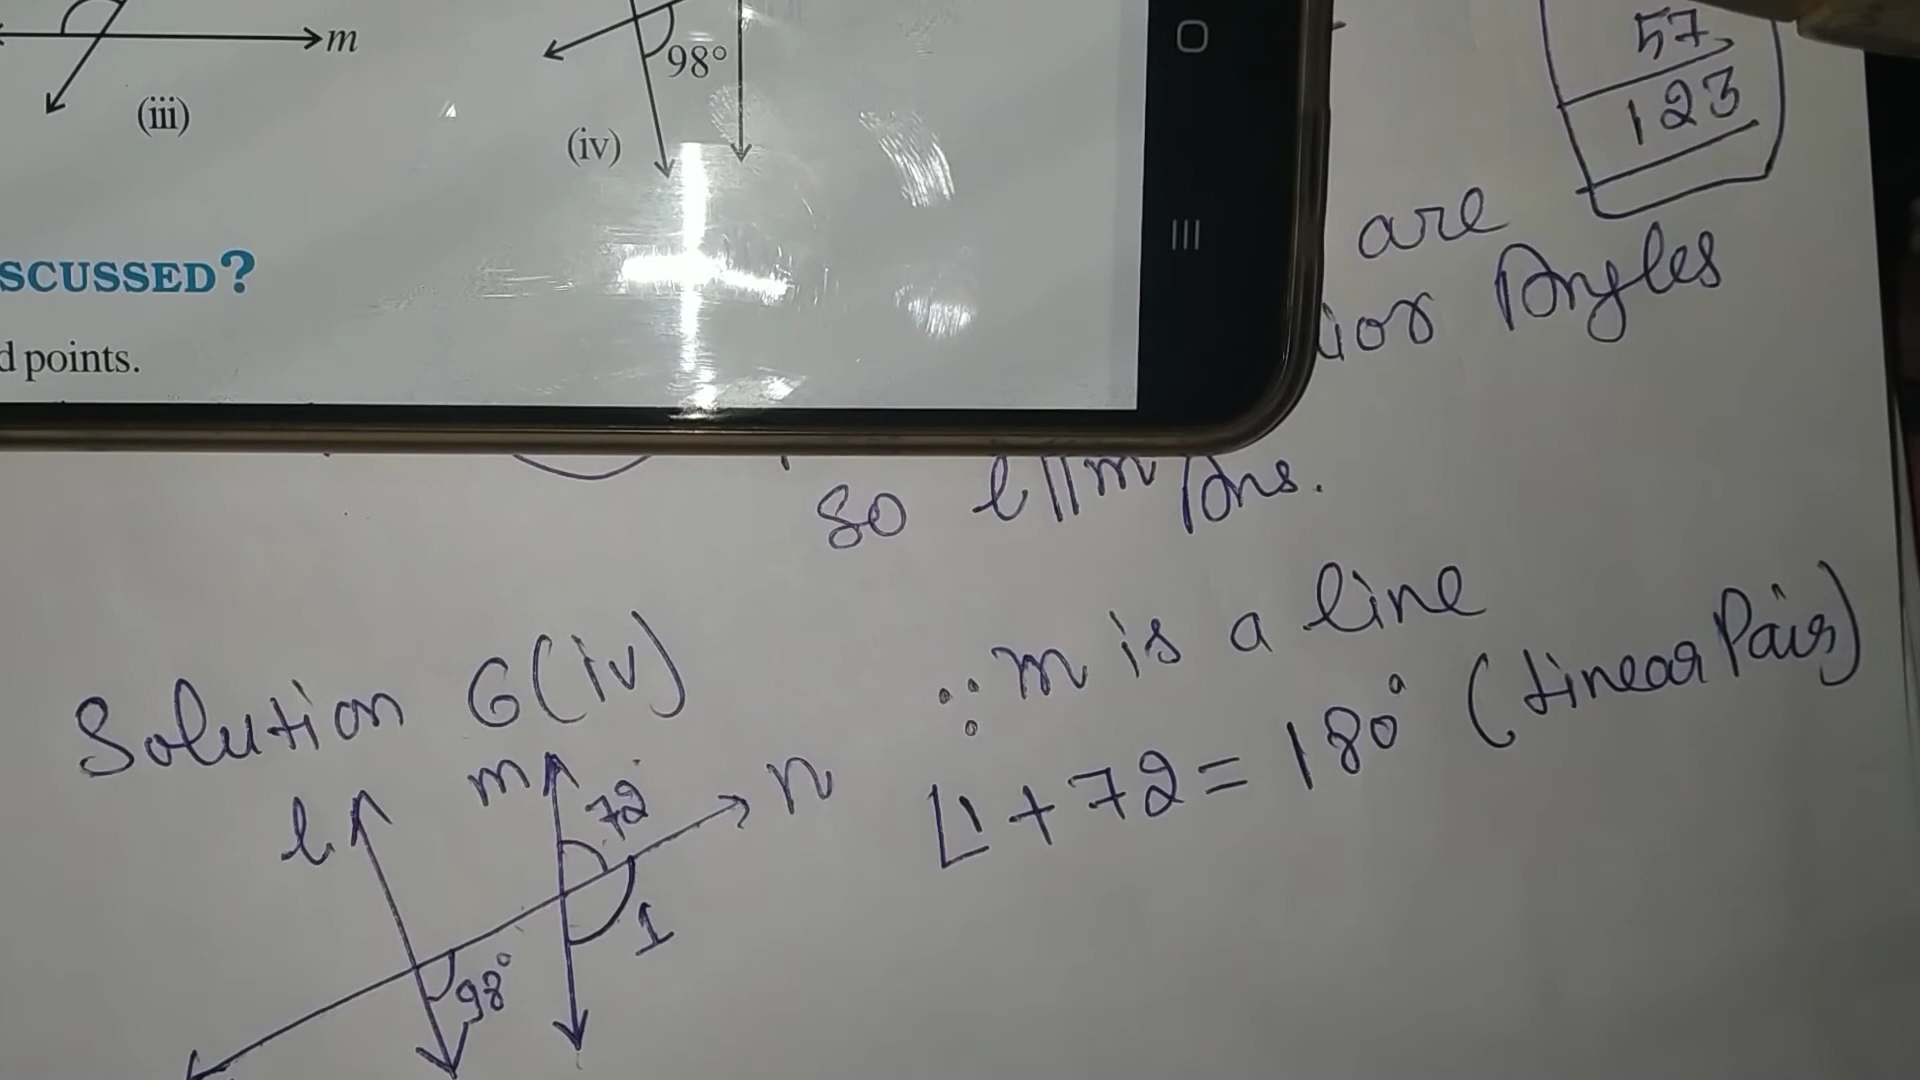 m
(iii)
98°
(iv)
SCUSSED?
d points.
57
123
are
ior Angles
so l||m Ans.
Solution 6(iv)
∵ m is a line
∠1+72=180° (Linear Pair)
l
m
72°
n
1
98°